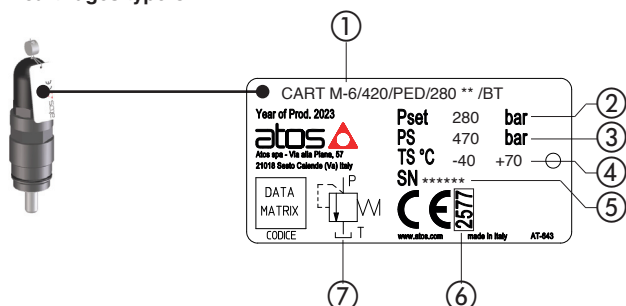 ①
CART M-6/420/PED/280 ** /BT
Year of Prod. 2023
atos
Atos spa - Via alla Piana, 57
21018 Sesto Calende (Va) Italy
Pset 280 bar ②
PS 470 bar ③
TS °C -40 +70 ④
SN ****** ⑤
DATA
MATRIX
CODICE
P
T
CE 2577
www.atos.com made in Italy AT-643
⑦ ⑥